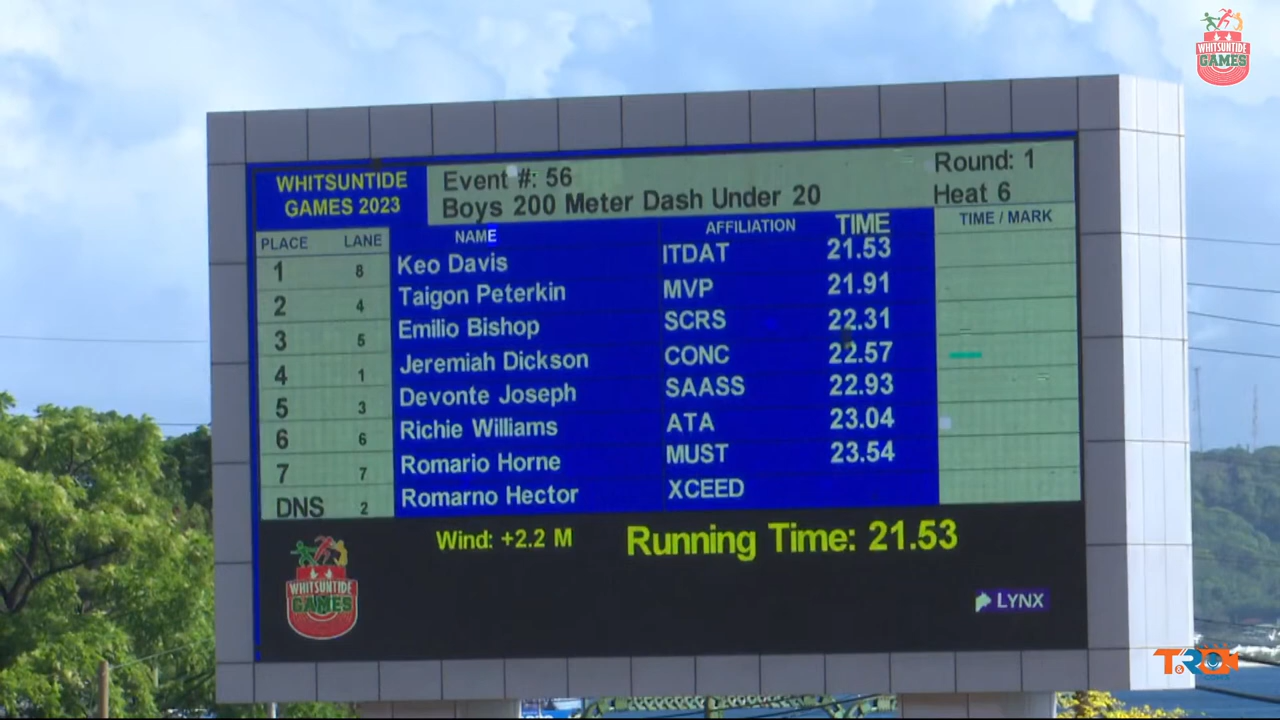 WHITSUNTIDE
GAMES
WHITSUNTIDE
GAMES 2023
Event #: 56
Boys 200 Meter Dash Under 20
Round: 1
Heat 6
PLACE LANE NAME AFFILIATION TIME TIME / MARK
1 8 Keo Davis ITDAT 21.53
2 4 Taigon Peterkin MVP 21.91
3 5 Emilio Bishop SCRS 22.31
4 1 Jeremiah Dickson CONC 22.57
5 3 Devonte Joseph SAASS 22.93
6 6 Richie Williams ATA 23.04
7 7 Romario Horne MUST 23.54
DNS 2 Romarno Hector XCEED
Wind: +2.2 M Running Time: 21.53
WHITSUNTIDE
GAMES
LYNX